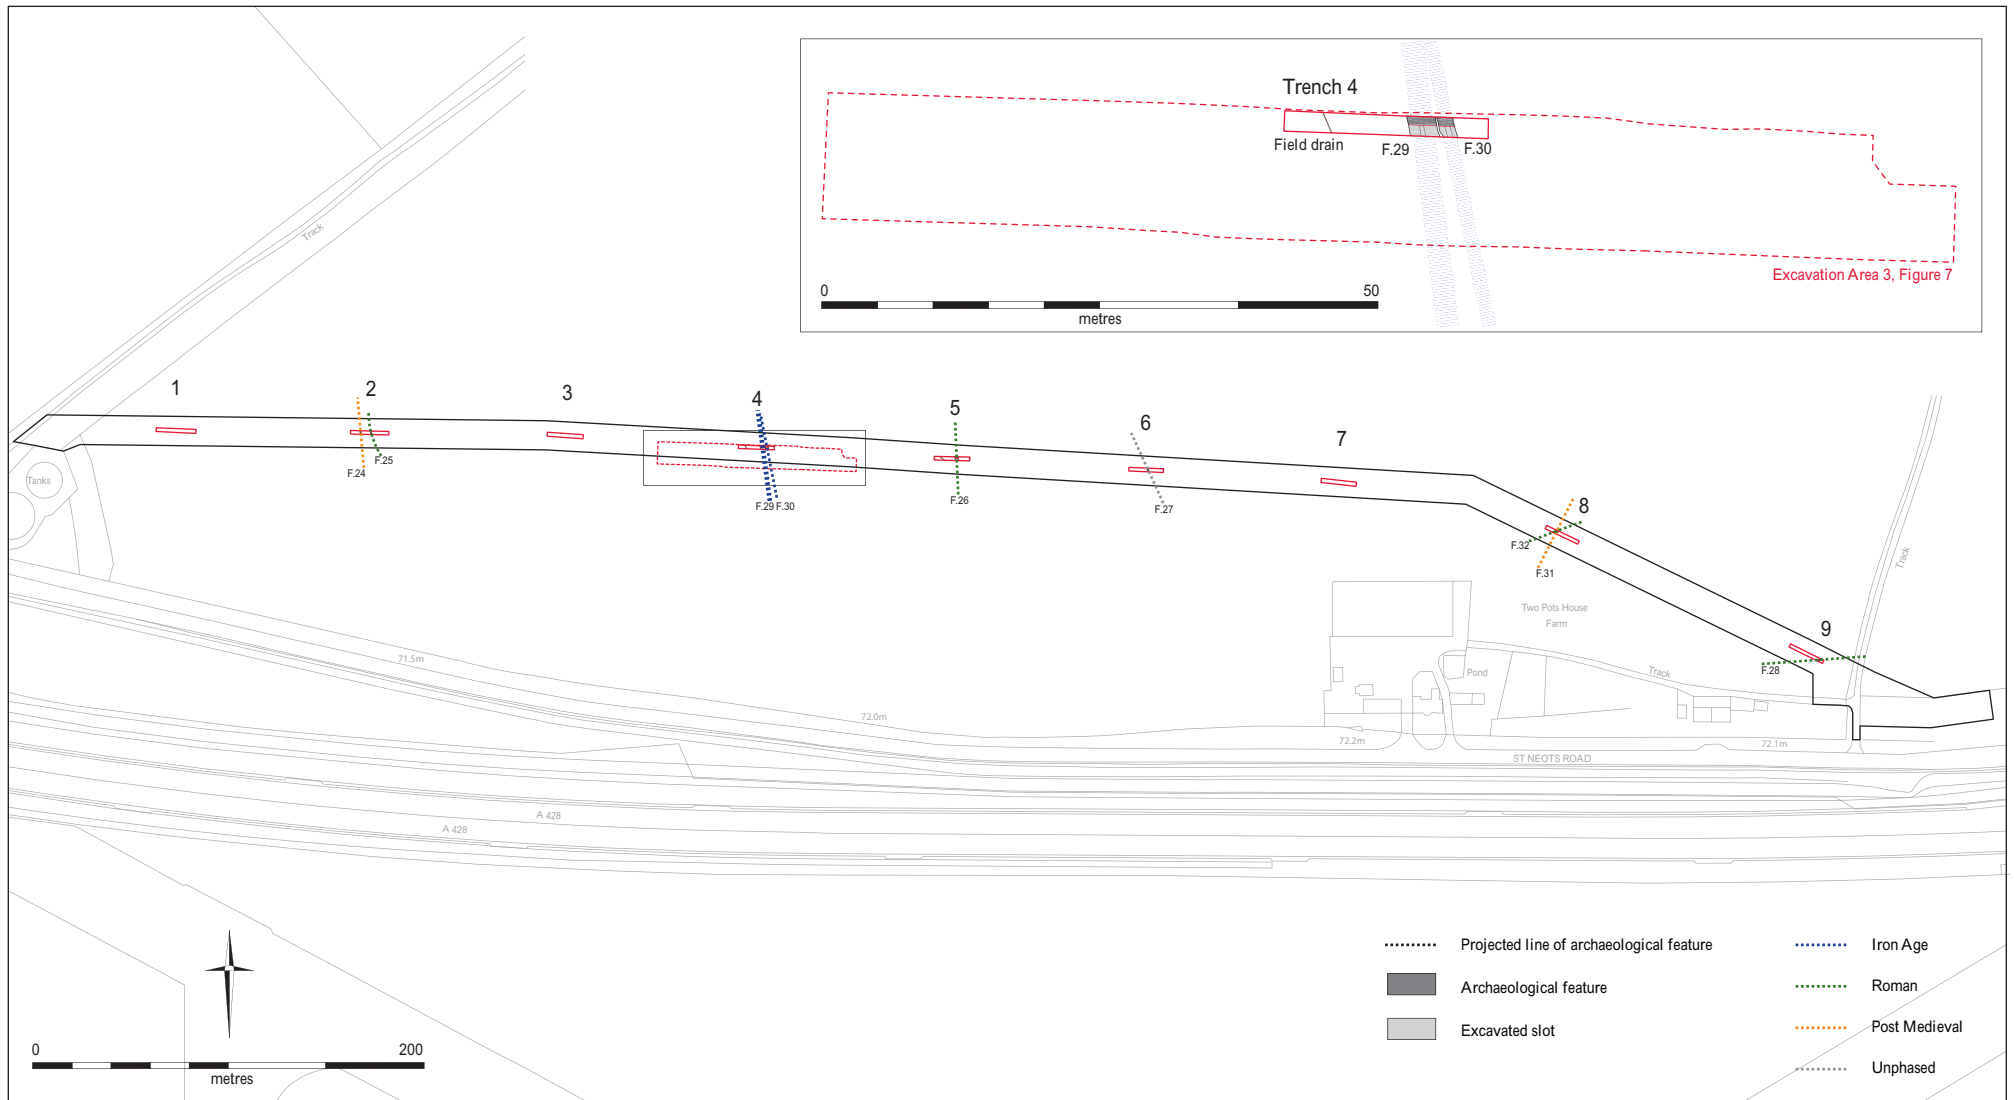 Trench 4
Field drain
F.29
F.30
Excavation Area 3, Figure 7
0
50
metres
Track
1
2
3
4
5
6
7
8
9
F.24
F.25
F.29
F.30
F.26
F.27
F.32
F.31
F.28
Tanks
Track
Two Pots House
Farm
Pond
Track
71.5m
72.0m
72.2m
72.1m
ST NEOTS ROAD
A 428
A 428
0
200
metres
Projected line of archaeological feature
Archaeological feature
Excavated slot
Iron Age
Roman
Post Medieval
Unphased